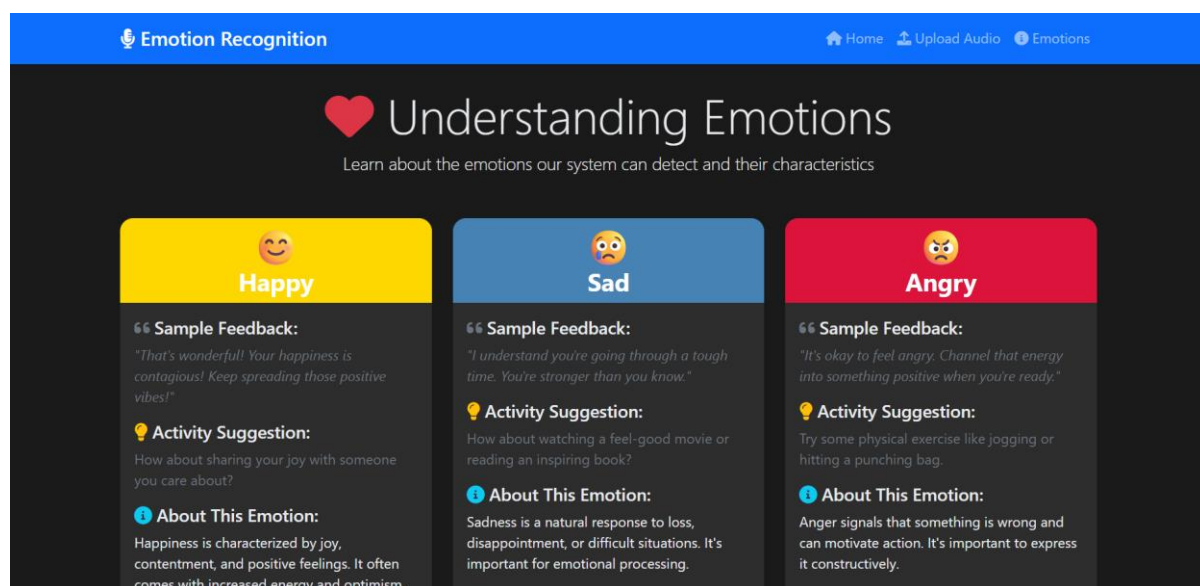 Emotion Recognition
Home Upload Audio Emotions
Understanding Emotions
Learn about the emotions our system can detect and their characteristics
Happy
Sample Feedback:
"That's wonderful! Your happiness is
contagious! Keep spreading those positive
vibes!"
Activity Suggestion:
How about sharing your joy with someone
you care about?
About This Emotion:
Happiness is characterized by joy,
contentment, and positive feelings. It often
comes with increased energy and optimism
Sad
Sample Feedback:
"I understand you're going through a tough
time. You're stronger than you know."
Activity Suggestion:
How about watching a feel-good movie or
reading an inspiring book?
About This Emotion:
Sadness is a natural response to loss,
disappointment, or difficult situations. It's
important for emotional processing.
Angry
Sample Feedback:
"It's okay to feel angry. Channel that energy
into something positive when you're ready."
Activity Suggestion:
Try some physical exercise like jogging or
hitting a punching bag.
About This Emotion:
Anger signals that something is wrong and
can motivate action. It's important to express
it constructively.